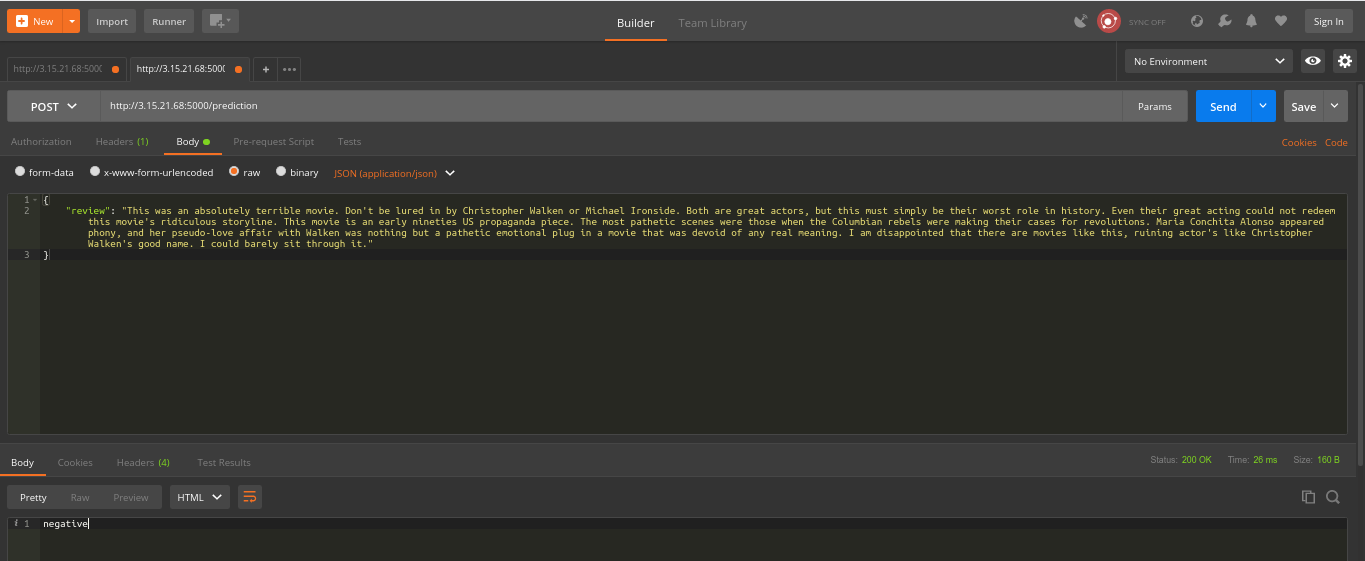 New Import Runner Builder Team Library SYNC OFF Sign In
http://3.15.21.68:5000 http://3.15.21.68:5000 + ••• No Environment
POST http://3.15.21.68:5000/prediction Params Send Save
Authorization Headers (1) Body Pre-request Script Tests Cookies Code
form-data x-www-form-urlencoded raw binary JSON (application/json)
1 {
2 "review": "This was an absolutely terrible movie. Don't be lured in by Christopher Walken or Michael Ironside. Both are great actors, but this must simply be their worst role in history. Even their great acting could not redeem
this movie's ridiculous storyline. This movie is an early nineties US propaganda piece. The most pathetic scenes were those when the Columbian rebels were making their cases for revolutions. Maria Conchita Alonso appeared
phony, and her pseudo-love affair with Walken was nothing but a pathetic emotional plug in a movie that was devoid of any real meaning. I am disappointed that there are movies like this, ruining actor's like Christopher
Walken's good name. I could barely sit through it."
3 }
Body Cookies Headers (4) Test Results Status: 200 OK Time: 26 ms Size: 160 B
Pretty Raw Preview HTML
i 1 negative